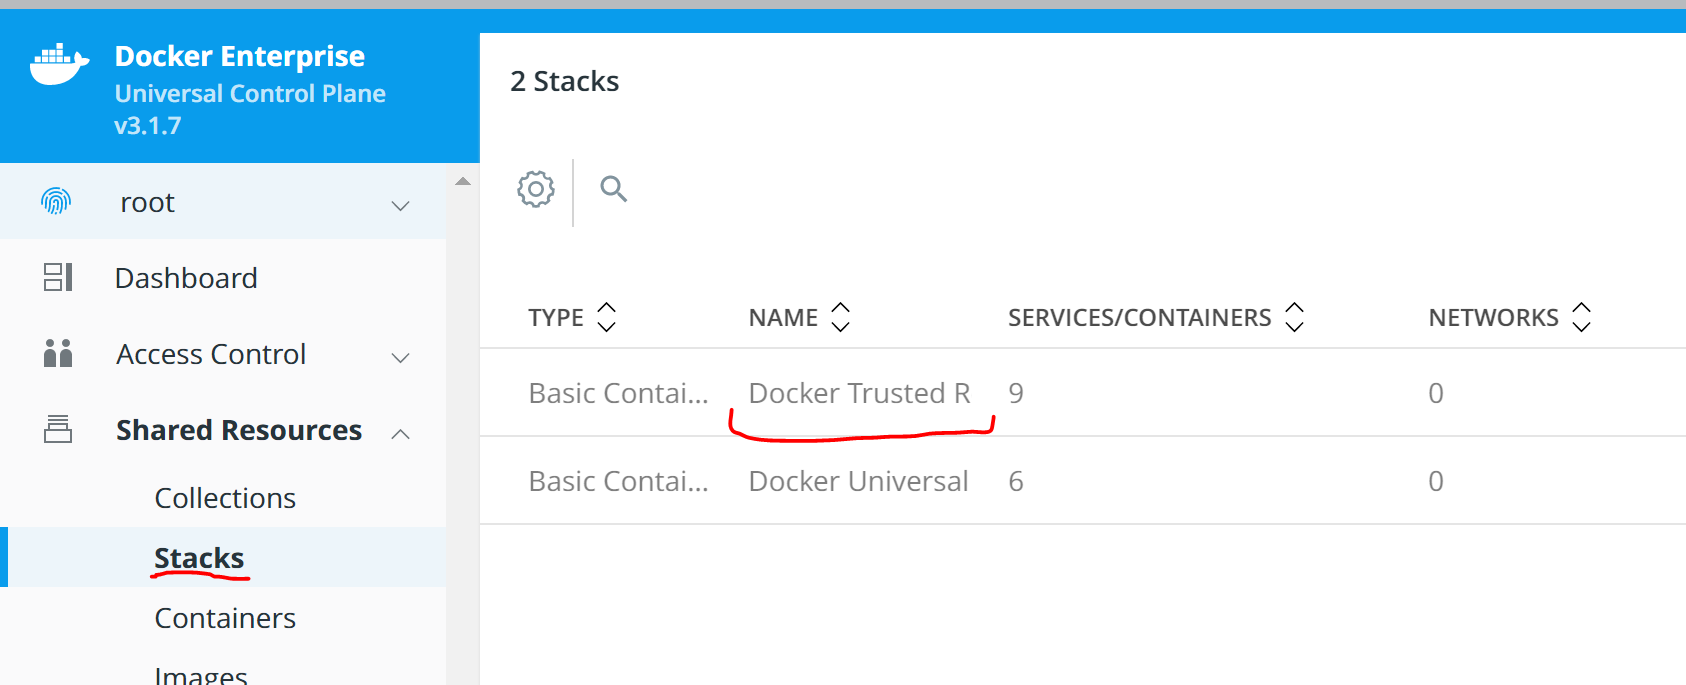 Docker Enterprise
Universal Control Plane
v3.1.7
root
Dashboard
Access Control
Shared Resources
Collections
Stacks
Containers
Images
2 Stacks
TYPE NAME SERVICES/CONTAINERS NETWORKS
Basic Contai... Docker Trusted R 9 0
Basic Contai... Docker Universal 6 0